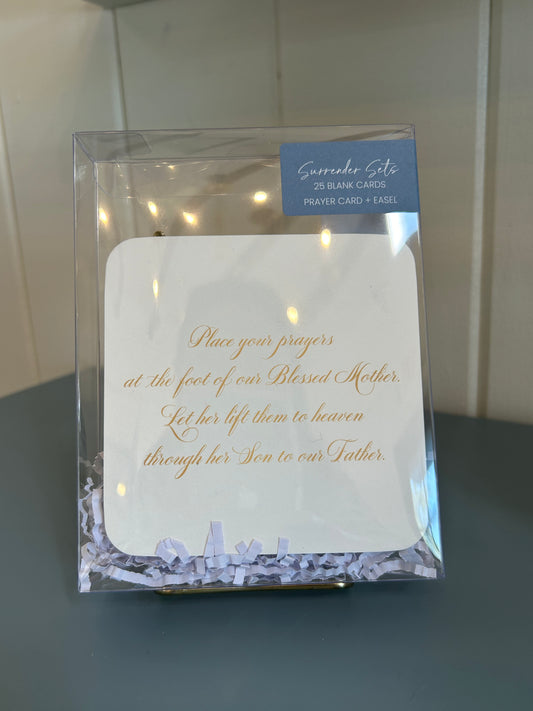 Surrender Sets
25 BLANK CARDS
PRAYER CARD + EASEL
Place your prayers
at the foot of our Blessed Mother.
Let her lift them to heaven
through her Son to our Father.